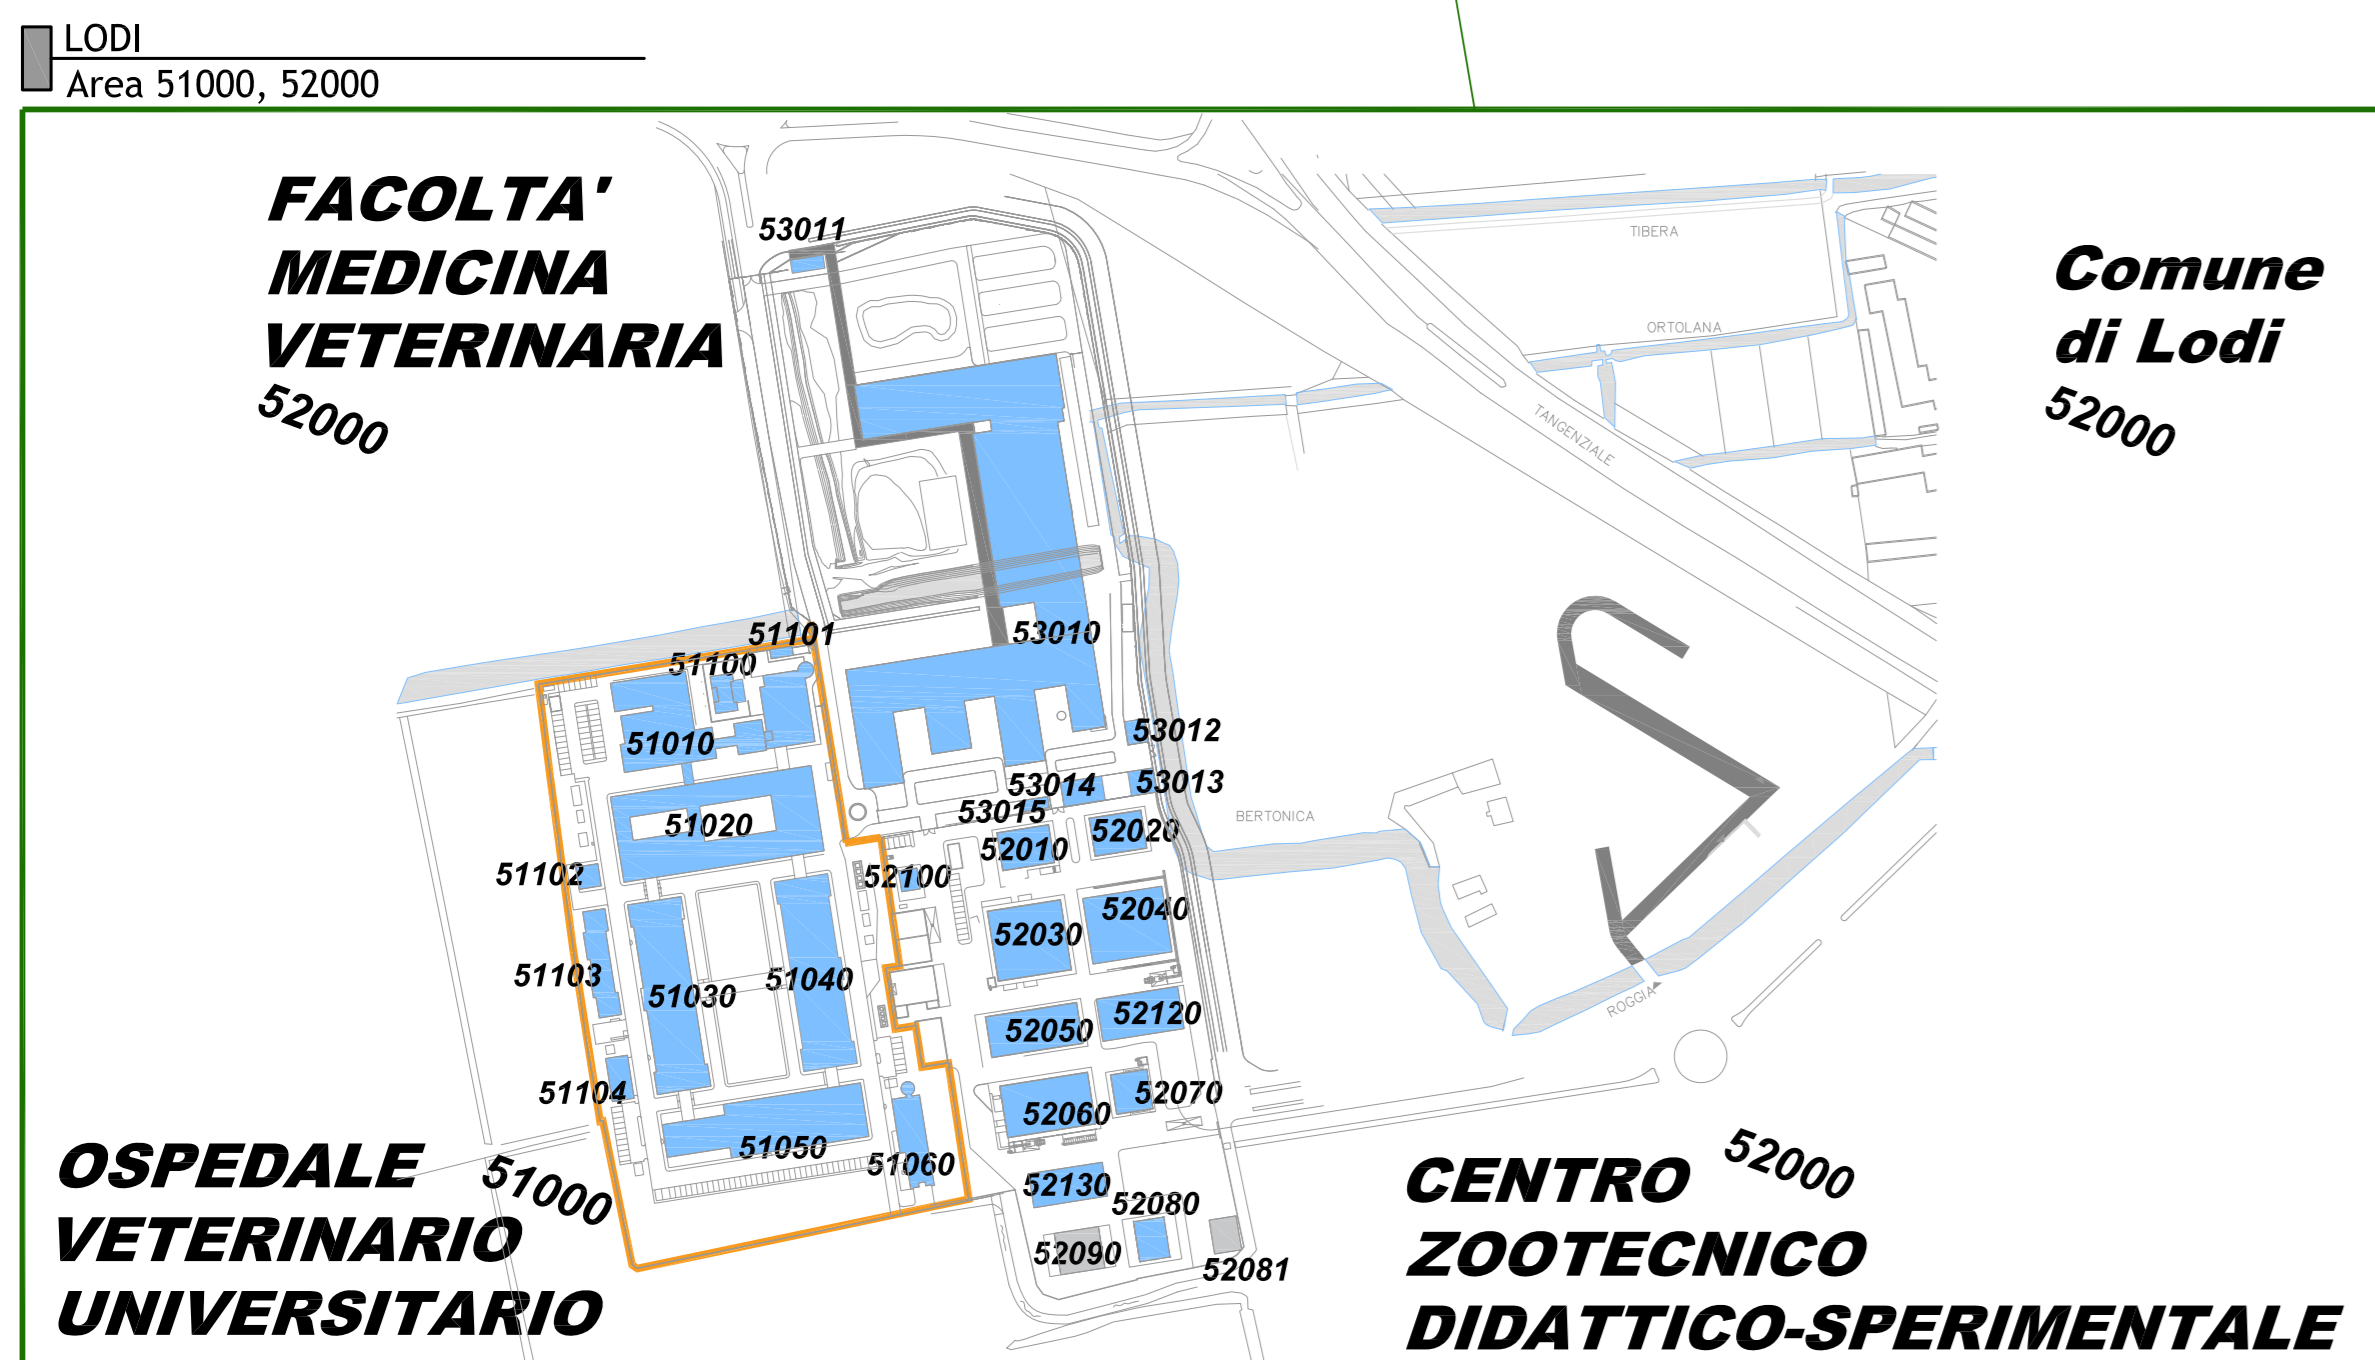 LODI
Area 51000, 52000
FACOLTA'
MEDICINA
VETERINARIA
52000
Comune
di Lodi
52000
53011
TIBERA
ORTOLANA
TANGENZIALE
51101
51100
53010
51010
53012
53014
53013
53015
51020
52010
52020
BERTONICA
51102
52100
52030
52040
51103
51030
51040
52050
52120
ROGGIA
51104
52060
52070
51050
51060
52130
52080
52090
52081
OSPEDALE
VETERINARIO
UNIVERSITARIO
51000
CENTRO
ZOOTECNICO
DIDATTICO-SPERIMENTALE
52000